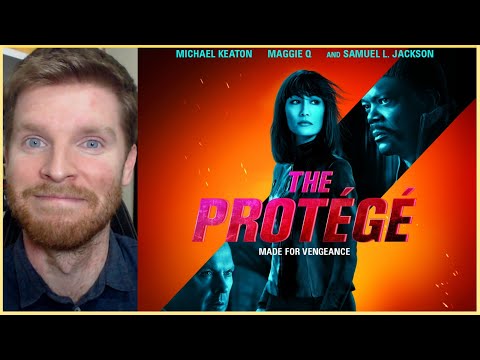 MICHAEL KEATON MAGGIE Q AND SAMUEL L. JACKSON
THE
PROTÉGÉ
MADE FOR VENGEANCE